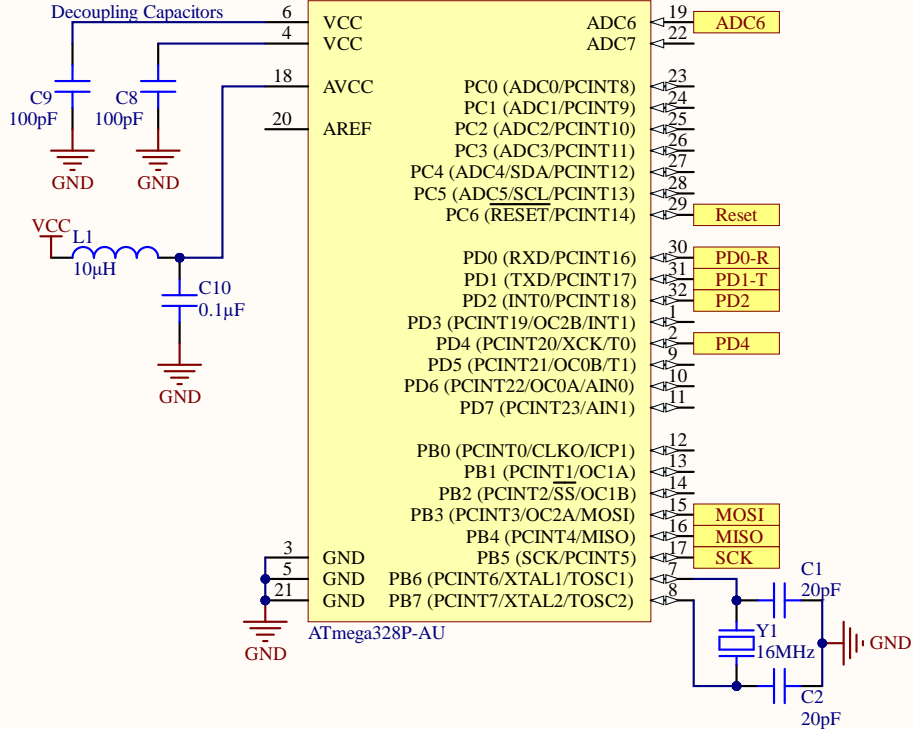 Decoupling Capacitors
6
VCC
4
VCC
18
AVCC
20
AREF
C9
100pF
C8
100pF
GND
GND
VCC
L1
10µH
C10
0.1µF
GND
3
GND
5
GND
21
GND
GND
ATmega328P-AU
ADC6
19
ADC6
ADC7
22
PC0 (ADC0/PCINT8)
23
PC1 (ADC1/PCINT9)
24
PC2 (ADC2/PCINT10)
25
PC3 (ADC3/PCINT11)
26
PC4 (ADC4/SDA/PCINT12)
27
PC5 (ADC5/SCL/PCINT13)
28
PC6 (RESET/PCINT14)
29
Reset
PD0 (RXD/PCINT16)
30
PD0-R
PD1 (TXD/PCINT17)
31
PD1-T
PD2 (INT0/PCINT18)
32
PD2
PD3 (PCINT19/OC2B/INT1)
1
PD4 (PCINT20/XCK/T0)
2
PD4
PD5 (PCINT21/OC0B/T1)
9
PD6 (PCINT22/OC0A/AIN0)
10
PD7 (PCINT23/AIN1)
11
PB0 (PCINT0/CLKO/ICP1)
12
PB1 (PCINT1/OC1A)
13
PB2 (PCINT2/SS/OC1B)
14
PB3 (PCINT3/OC2A/MOSI)
15
MOSI
PB4 (PCINT4/MISO)
16
MISO
PB5 (SCK/PCINT5)
17
SCK
PB6 (PCINT6/XTAL1/TOSC1)
7
PB7 (PCINT7/XTAL2/TOSC2)
8
C1
20pF
Y1
16MHz
GND
C2
20pF